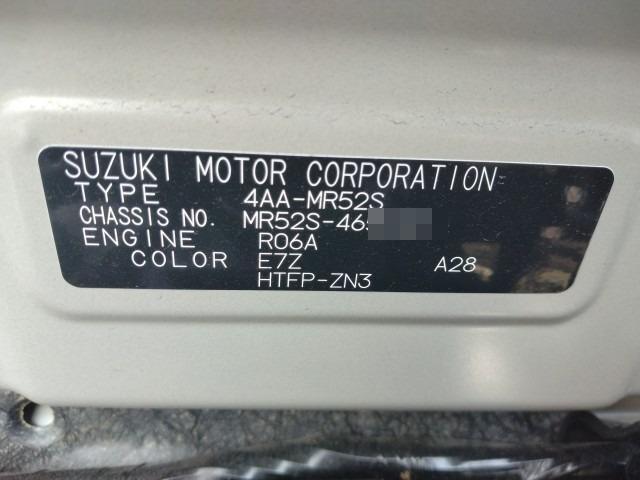 SUZUKI MOTOR CORPORATION
TYPE 4AA-MR52S
CHASSIS NO. MR52S-46
ENGINE R06A
COLOR E7Z A28
HTFP-ZN3